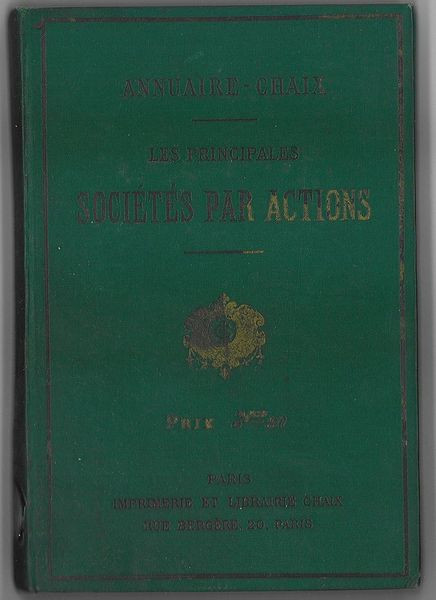 ANNUAIRE-CHAIX
LES PRINCIPALES
SOCIÉTÉS PAR ACTIONS
PRIX
PARIS
IMPRIMERIE ET LIBRAIRIE CHAIX
RUE BERGÈRE, 20, PARIS